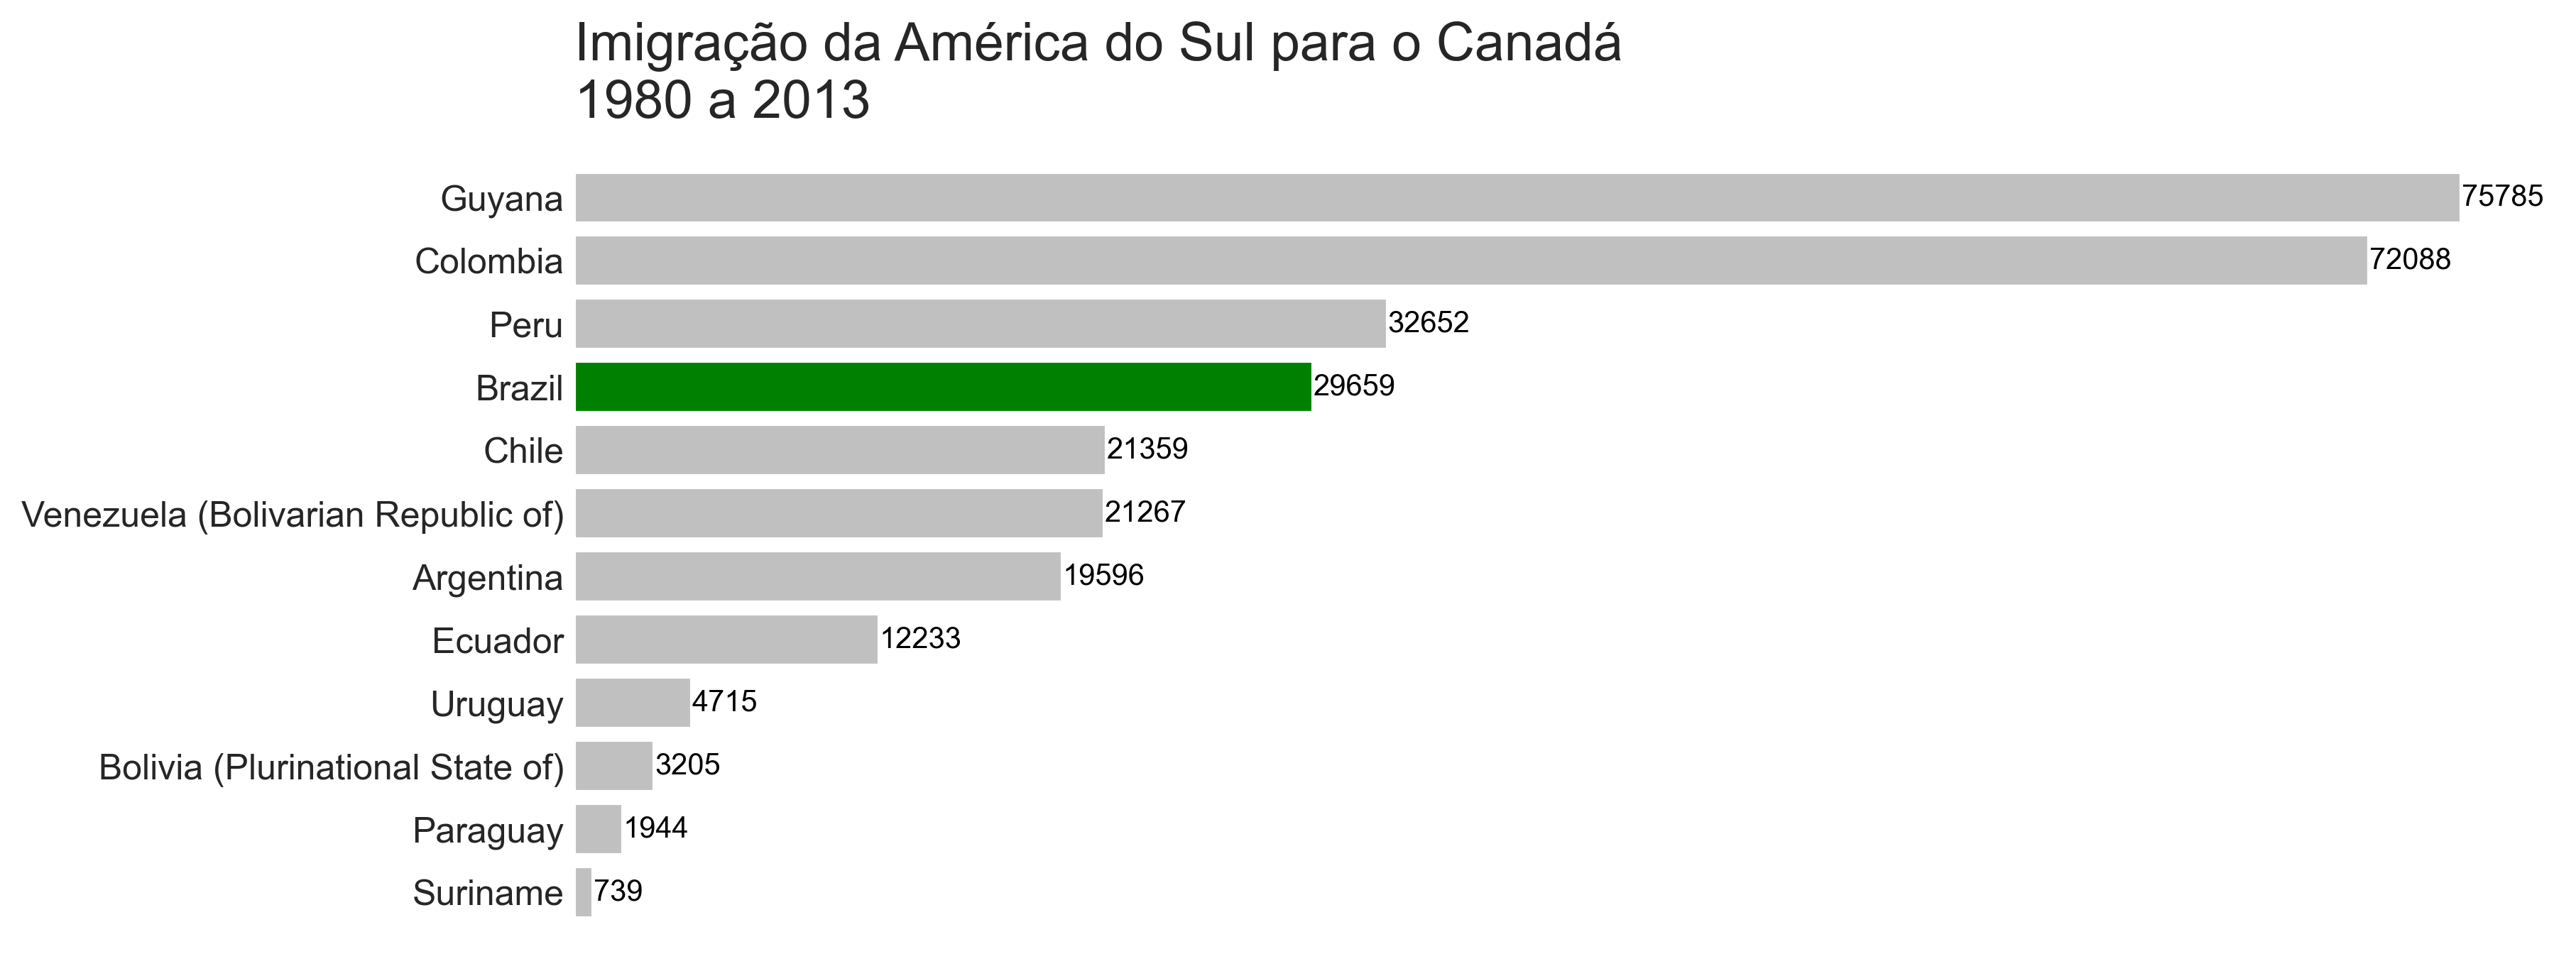 Imigração da América do Sul para o Canadá
1980 a 2013
Guyana 75785
Colombia 72088
Peru 32652
Brazil 29659
Chile 21359
Venezuela (Bolivarian Republic of) 21267
Argentina 19596
Ecuador 12233
Uruguay 4715
Bolivia (Plurinational State of) 3205
Paraguay 1944
Suriname 739